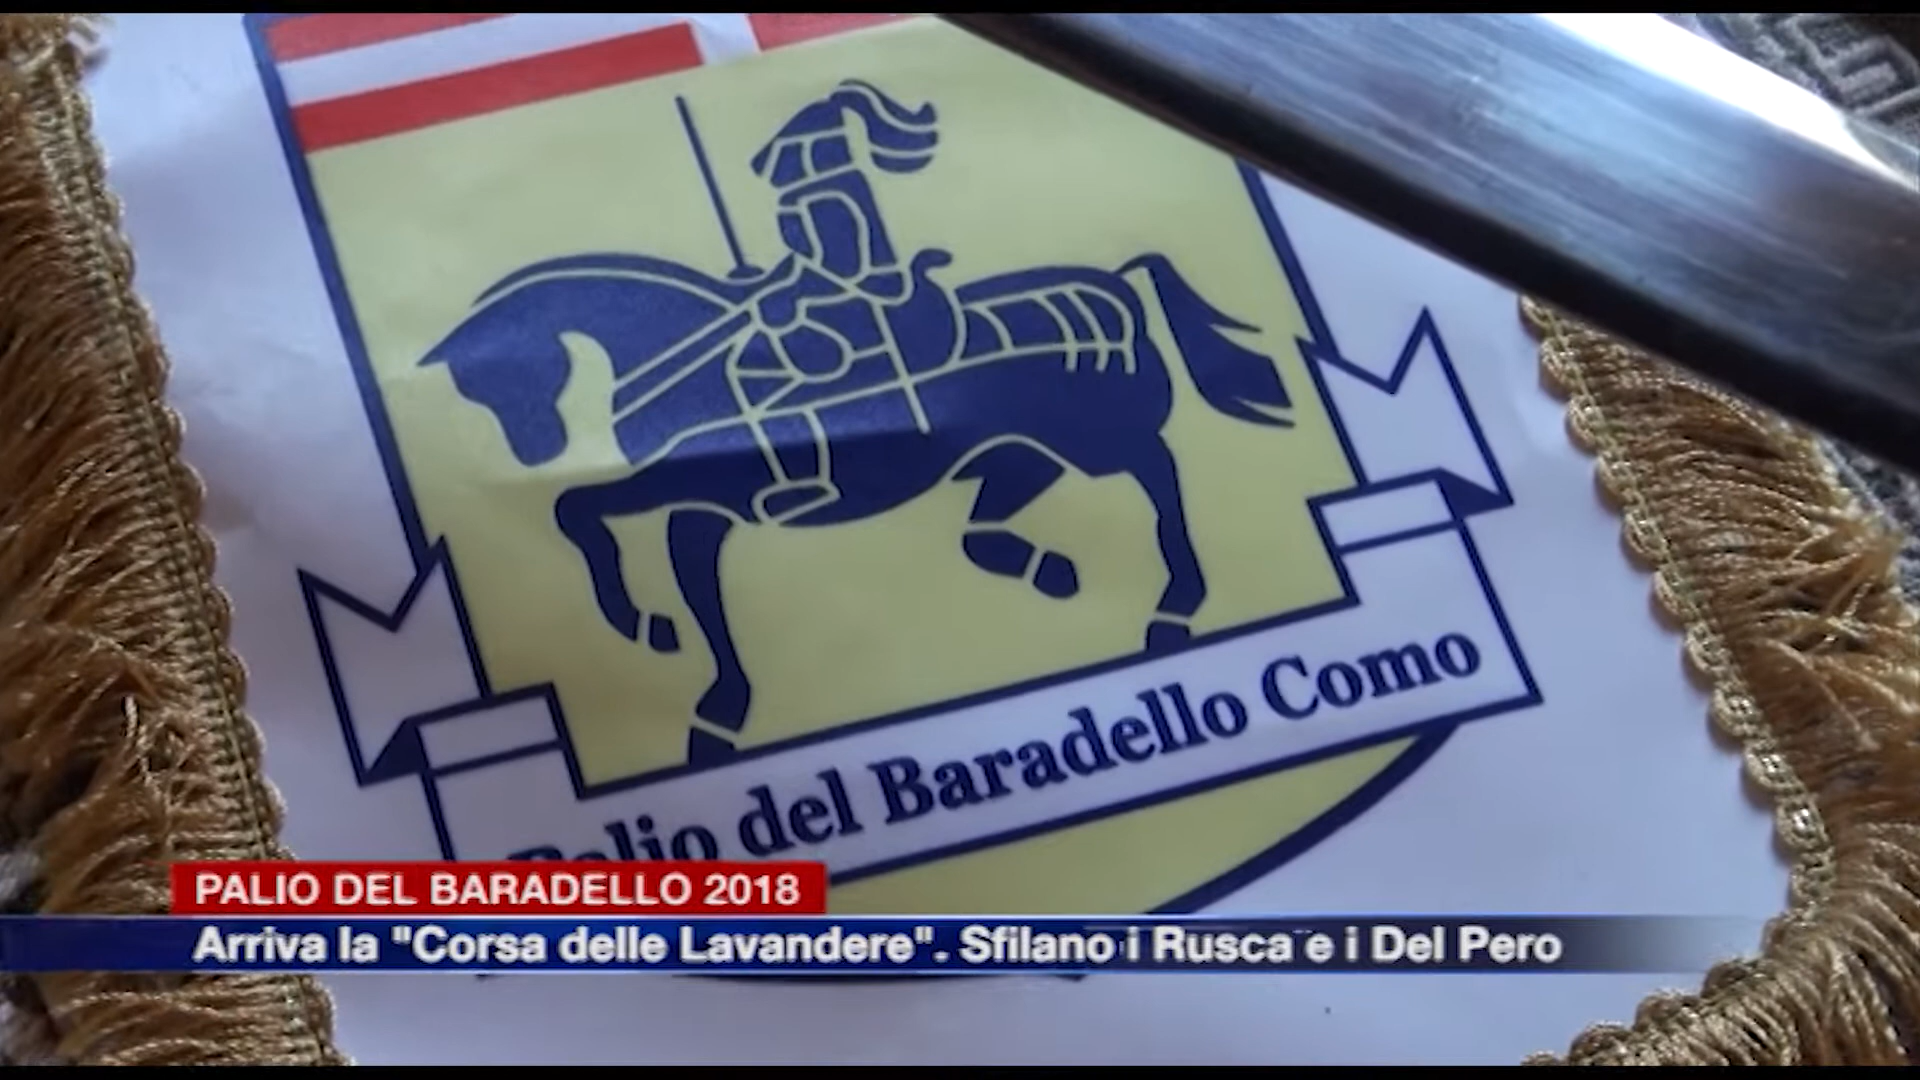 Palio del Baradello Como
PALIO DEL BARADELLO 2018
Arriva la "Corsa delle Lavandere". Sfilano i Rusca e i Del Pero